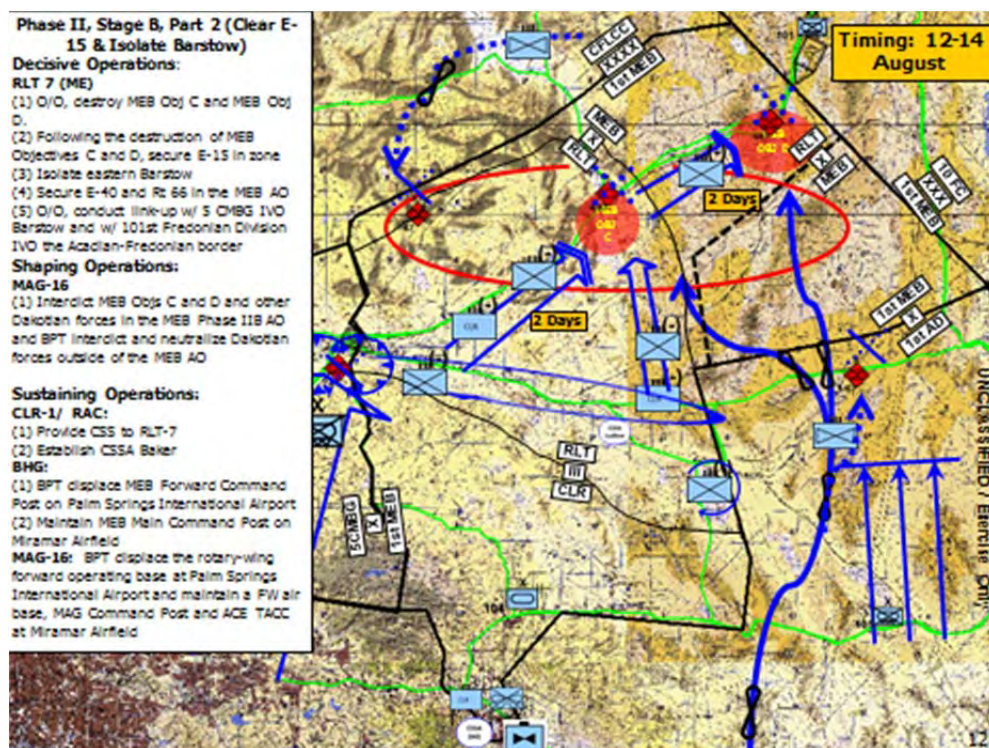 Phase II, Stage B, Part 2 (Clear E-
15 & Isolate Barstow)
Decisive Operations:
RLT 7 (ME)
(1) O/O, destroy MEB Obj C and MEB Obj
D.
(2) Following the destruction of MEB
Objectives C and D, secure E-15 in zone
(3) Isolate eastern Barstow
(4) Secure E-40 and Rt 66 in the MEB AO
(5) O/O, conduct link-up w/ 5 CMBG IVO
Barstow and w/ 101st Fredonian Division
IVO the Acadian-Fredonian border
Shaping Operations:
MAG-16
(1) Interdict MEB Objs C and D and other
Dakotian forces in the MEB Phase IIB AO
and BPT interdict and neutralize Dakotian
forces outside of the MEB AO
Sustaining Operations:
CLR-1/ RAC:
(1) Provide CSS to RLT-7
(2) Establish CSSA Baker
BHG:
(1) BPT displace MEB Forward Command
Post on Palm Springs International Airport
(2) Maintain MEB Main Command Post on
Miramar Airfield
MAG-16: BPT displace the rotary-wing
forward operating base at Palm Springs
International Airport and maintain a FW air
base, MAG Command Post and ACE TACC
at Miramar Airfield
Timing: 12-14
August
CFLCC
XXXX
1st MEB
MEB
X
RLT
RLT
X
MEB
10 FC
XXX
1st MEB
2 Days
2 Days
1st MEB
X
1st AD
C
CLR
RLT
III
CLR
5CMBG
X
1st MEB
UNCLASSIFIED / Exercise Only
12